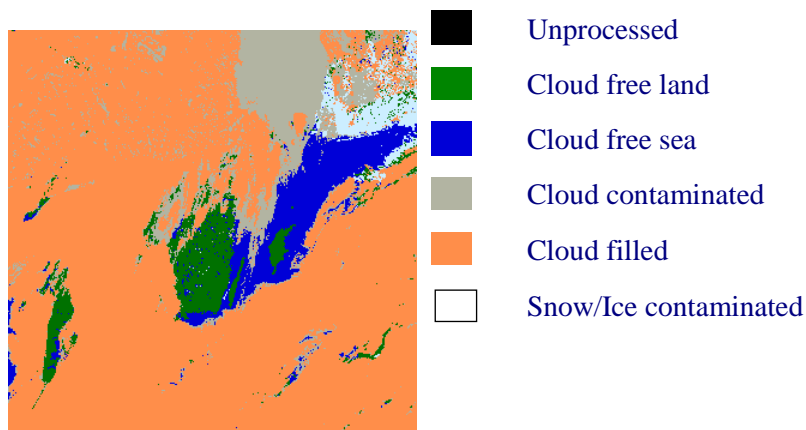 Unprocessed
Cloud free land
Cloud free sea
Cloud contaminated
Cloud filled
Snow/Ice contaminated